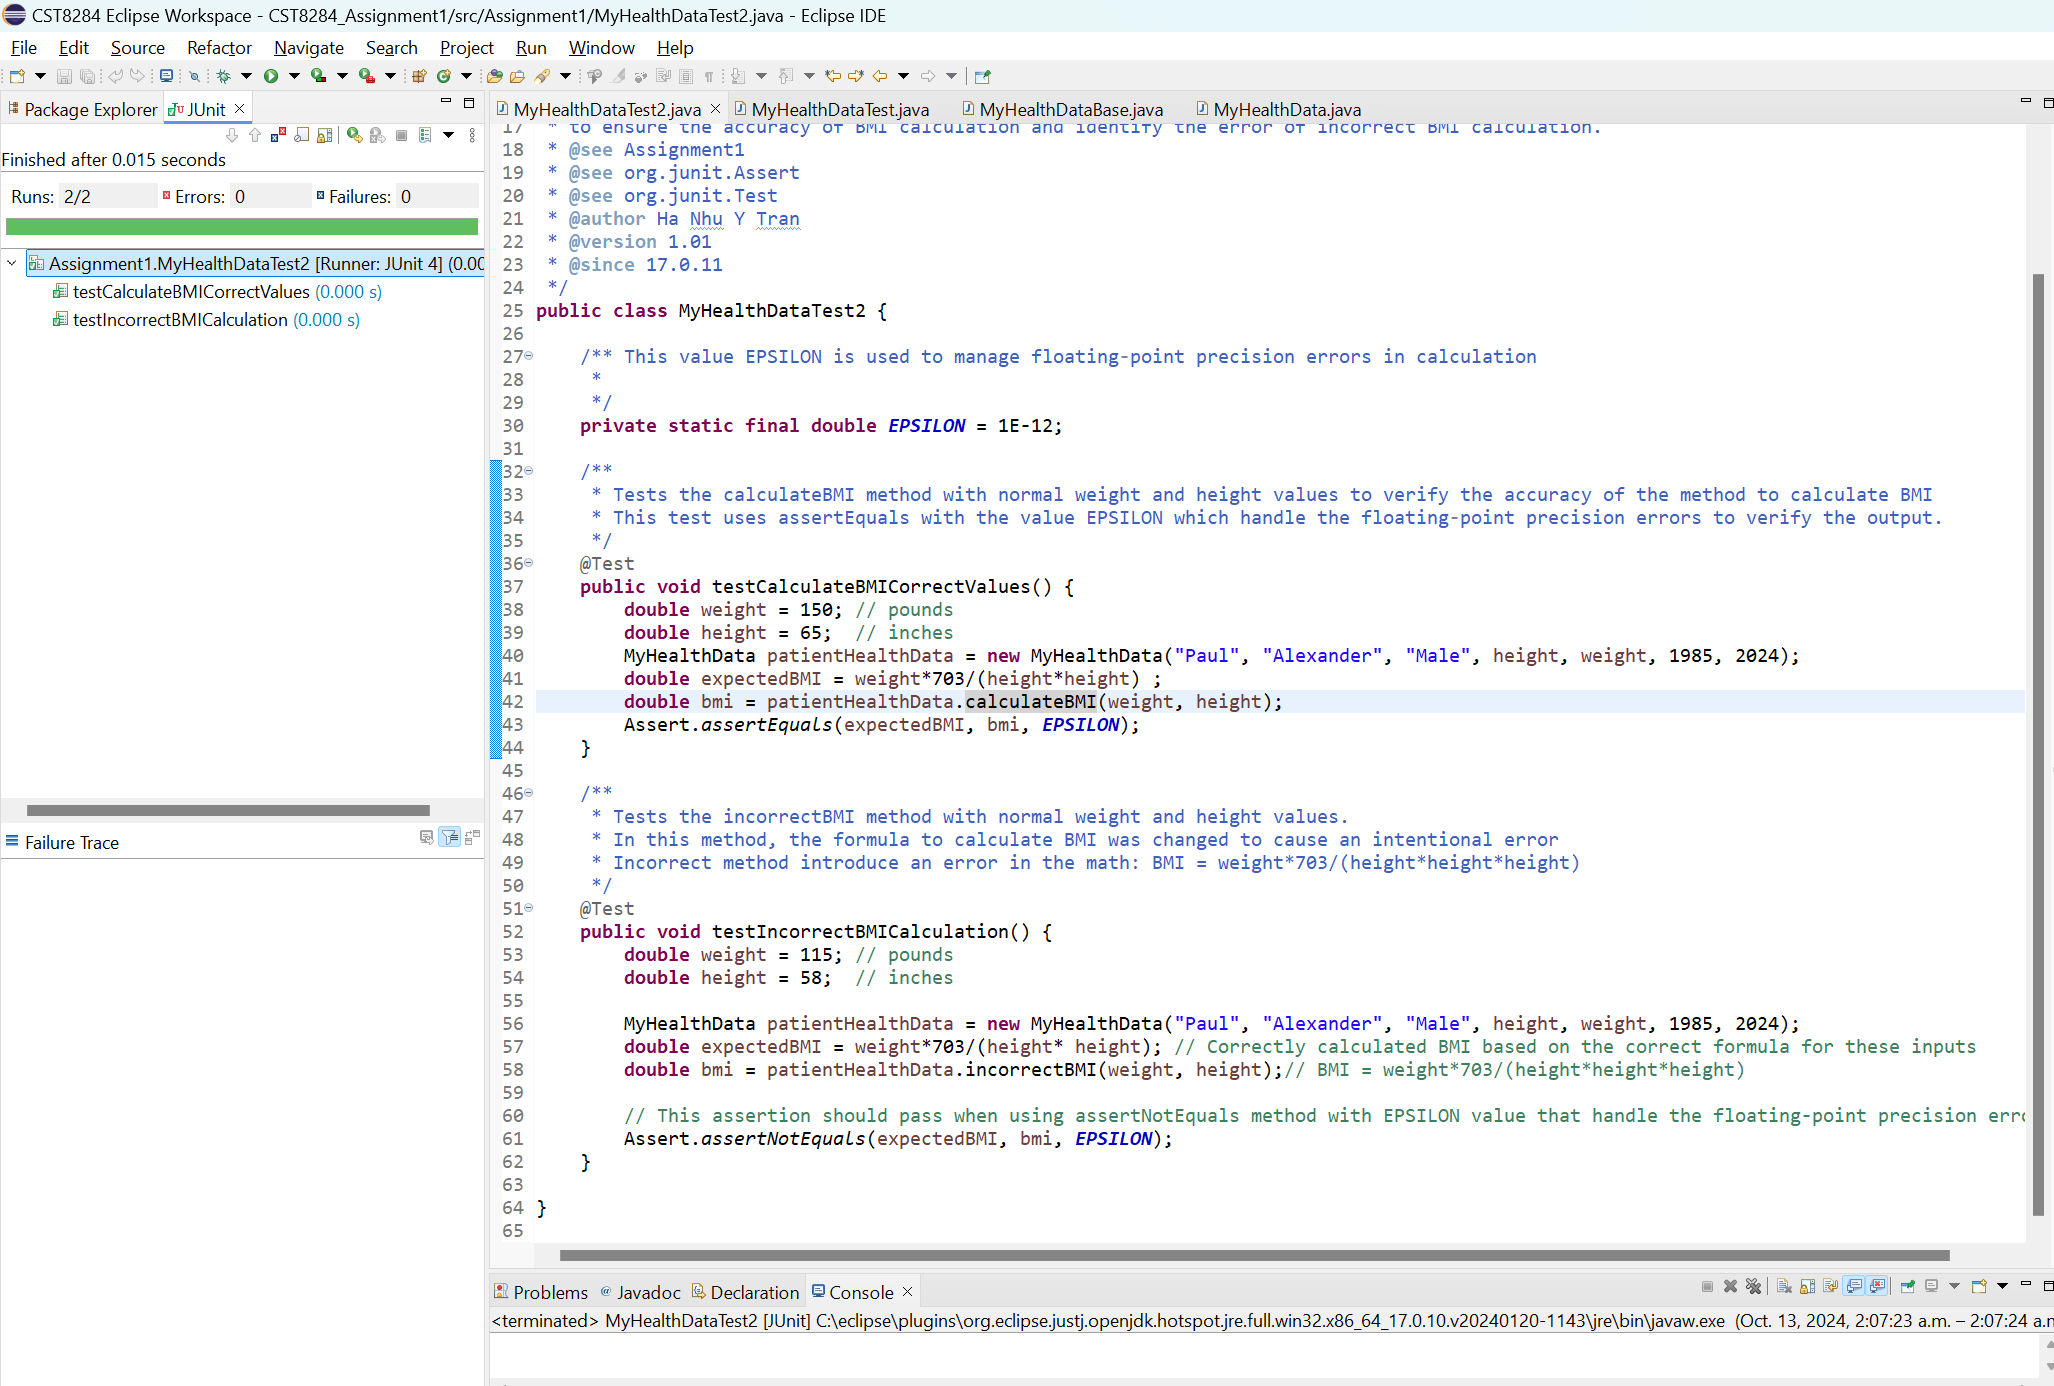 CST8284 Eclipse Workspace - CST8284_Assignment1/src/Assignment1/MyHealthDataTest2.java - Eclipse IDE
File Edit Source Refactor Navigate Search Project Run Window Help
Package Explorer JUnit
Finished after 0.015 seconds
Runs: 2/2 Errors: 0 Failures: 0
Assignment1.MyHealthDataTest2 [Runner: JUnit 4] (0.00
testCalculateBMICorrectValues (0.000 s)
testIncorrectBMICalculation (0.000 s)
Failure Trace
MyHealthDataTest2.java MyHealthDataTest.java MyHealthDataBase.java MyHealthData.java
17 * to ensure the accuracy of BMI calculation and identify the error of incorrect BMI calculation.
18 * @see Assignment1
19 * @see org.junit.Assert
20 * @see org.junit.Test
21 * @author Ha Nhu Y Tran
22 * @version 1.01
23 * @since 17.0.11
24 */
25 public class MyHealthDataTest2 {
26
27 /** This value EPSILON is used to manage floating-point precision errors in calculation
28 *
29 */
30 private static final double EPSILON = 1E-12;
31
32 /**
33 * Tests the calculateBMI method with normal weight and height values to verify the accuracy of the method to calculate BMI
34 * This test uses assertEquals with the value EPSILON which handle the floating-point precision errors to verify the output.
35 */
36 @Test
37 public void testCalculateBMICorrectValues() {
38 double weight = 150; // pounds
39 double height = 65;  // inches
40 MyHealthData patientHealthData = new MyHealthData("Paul", "Alexander", "Male", height, weight, 1985, 2024);
41 double expectedBMI = weight*703/(height*height) ;
42 double bmi = patientHealthData.calculateBMI(weight, height);
43 Assert.assertEquals(expectedBMI, bmi, EPSILON);
44 }
45
46 /**
47 * Tests the incorrectBMI method with normal weight and height values.
48 * In this method, the formula to calculate BMI was changed to cause an intentional error
49 * Incorrect method introduce an error in the math: BMI = weight*703/(height*height*height)
50 */
51 @Test
52 public void testIncorrectBMICalculation() {
53 double weight = 115; // pounds
54 double height = 58;  // inches
55
56 MyHealthData patientHealthData = new MyHealthData("Paul", "Alexander", "Male", height, weight, 1985, 2024);
57 double expectedBMI = weight*703/(height* height); // Correctly calculated BMI based on the correct formula for these inputs
58 double bmi = patientHealthData.incorrectBMI(weight, height);// BMI = weight*703/(height*height*height)
59
60 // This assertion should pass when using assertNotEquals method with EPSILON value that handle the floating-point precision erro
61 Assert.assertNotEquals(expectedBMI, bmi, EPSILON);
62 }
63
64 }
65
Problems Javadoc Declaration Console
<terminated> MyHealthDataTest2 [JUnit] C:\eclipse\plugins\org.eclipse.justj.openjdk.hotspot.jre.full.win32.x86_64_17.0.10.v20240120-1143\jre\bin\javaw.exe (Oct. 13, 2024, 2:07:23 a.m. – 2:07:24 a.m